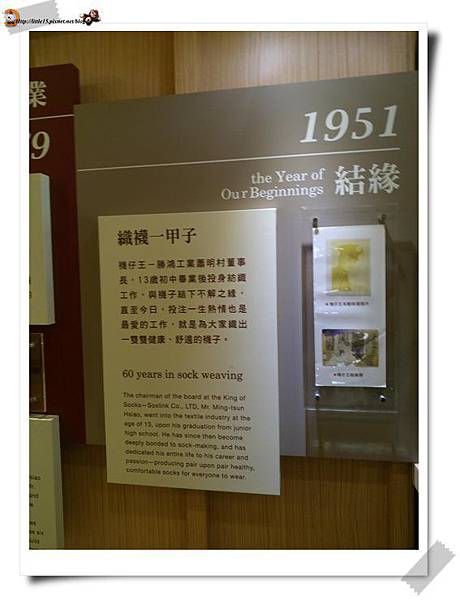 http://little15.pixnet.net/blog
業
9
1951
the Year of
Our Beginnings
結緣
織襪一甲子
襪仔王－勝鴻工業蕭明村董事
長，13歲初中畢業後投身紡織
工作，與襪子結下不解之緣，
直至今日，投注一生熱情也是
最愛的工作，就是為大家織出
一雙雙健康、舒適的襪子。
60 years in sock weaving
The chairman of the board at the King of
Socks—Soxlink Co., LTD, Mr. Ming-tsun
Hsiao, went into the textile industry at the
age of 13, upon his graduation from junior
high school. He has since then become
deeply bonded to sock-making, and has
dedicated his entire life to his career and
passion—producing pair upon pair healthy,
comfortable socks for everyone to wear.